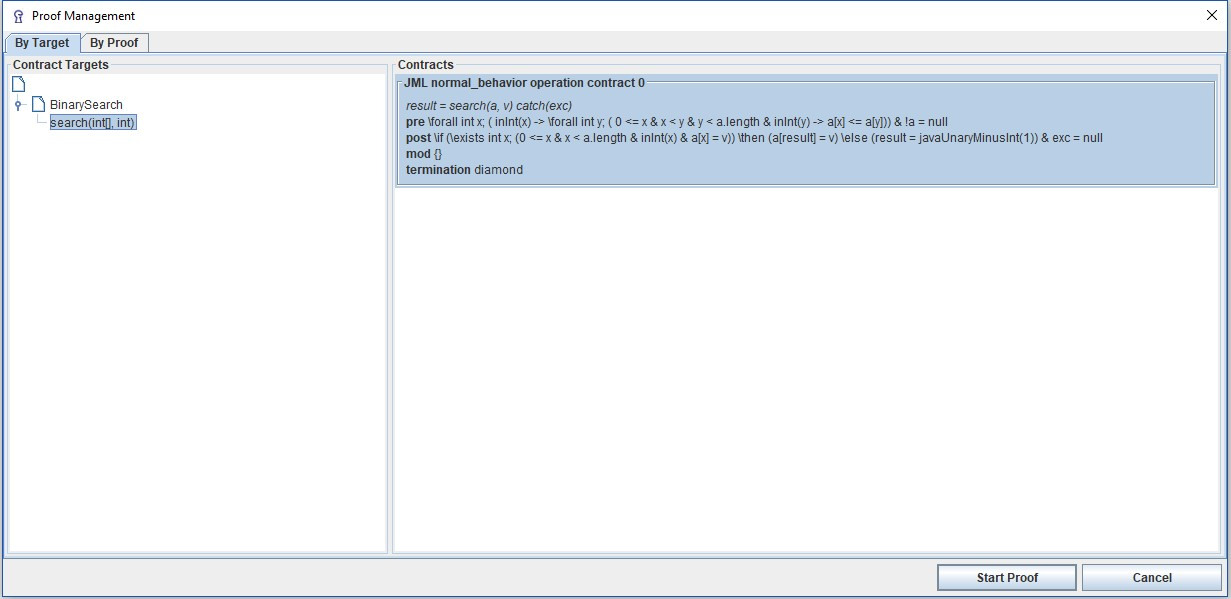 Proof Management
By Target By Proof
Contract Targets
BinarySearch
search(int[], int)
Contracts
JML normal_behavior operation contract 0
result = search(a, v) catch(exc)
pre \forall int x; ( inInt(x) -> \forall int y; ( 0 <= x & x < y & y < a.length & inInt(y) -> a[x] <= a[y])) & !a = null
post \if (\exists int x; (0 <= x & x < a.length & inInt(x) & a[x] = v)) \then (a[result] = v) \else (result = javaUnaryMinusInt(1)) & exc = null
mod {}
termination diamond
Start Proof Cancel